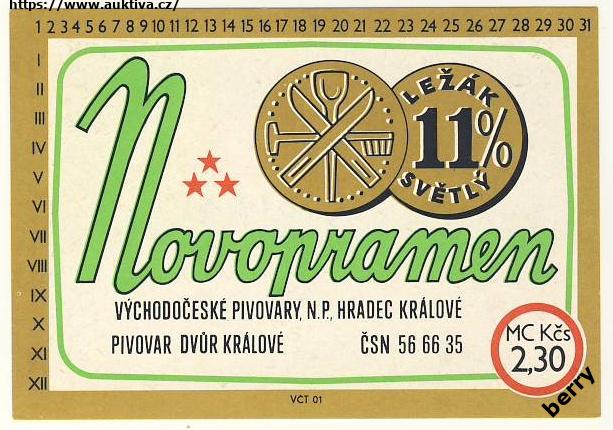 https://www.auktiva.cz/
1 2 3 4 5 6 7 8 9 10 11 12 13 14 15 16 17 18 19 20 21 22 23 24 25 26 27 28 29 30 31
I
II
III
IV
V
VI
VII
VIII
IX
X
XI
XII
LEŽÁK
11%
SVĚTLÝ
Novopramen
VÝCHODOČESKÉ PIVOVARY, N.P., HRADEC KRÁLOVÉ
PIVOVAR DVŮR KRÁLOVÉ ČSN 56 66 35
MC Kčs
2,30
VČT 01
berry